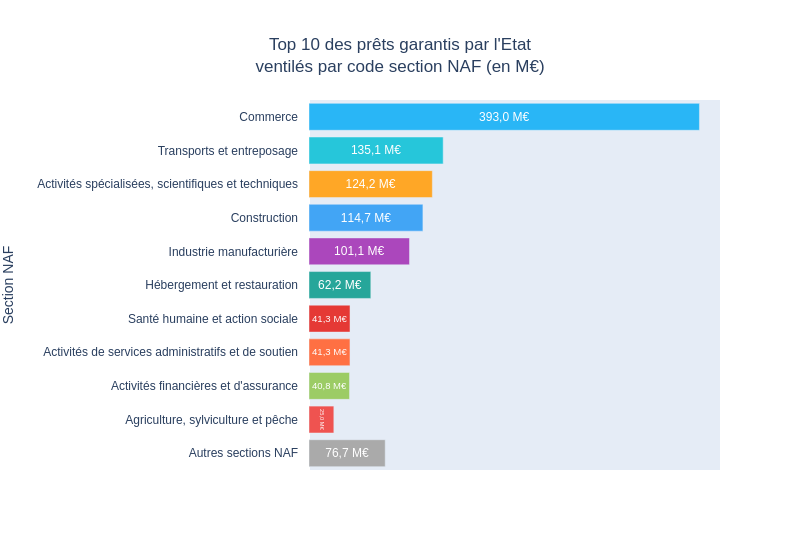 Top 10 des prêts garantis par l'Etat
ventilés par code section NAF (en M€)
Section NAF
Commerce 393,0 M€
Transports et entreposage 135,1 M€
Activités spécialisées, scientifiques et techniques 124,2 M€
Construction 114,7 M€
Industrie manufacturière 101,1 M€
Hébergement et restauration 62,2 M€
Santé humaine et action sociale 41,3 M€
Activités de services administratifs et de soutien 41,3 M€
Activités financières et d'assurance 40,8 M€
Agriculture, sylviculture et pêche
Autres sections NAF 76,7 M€